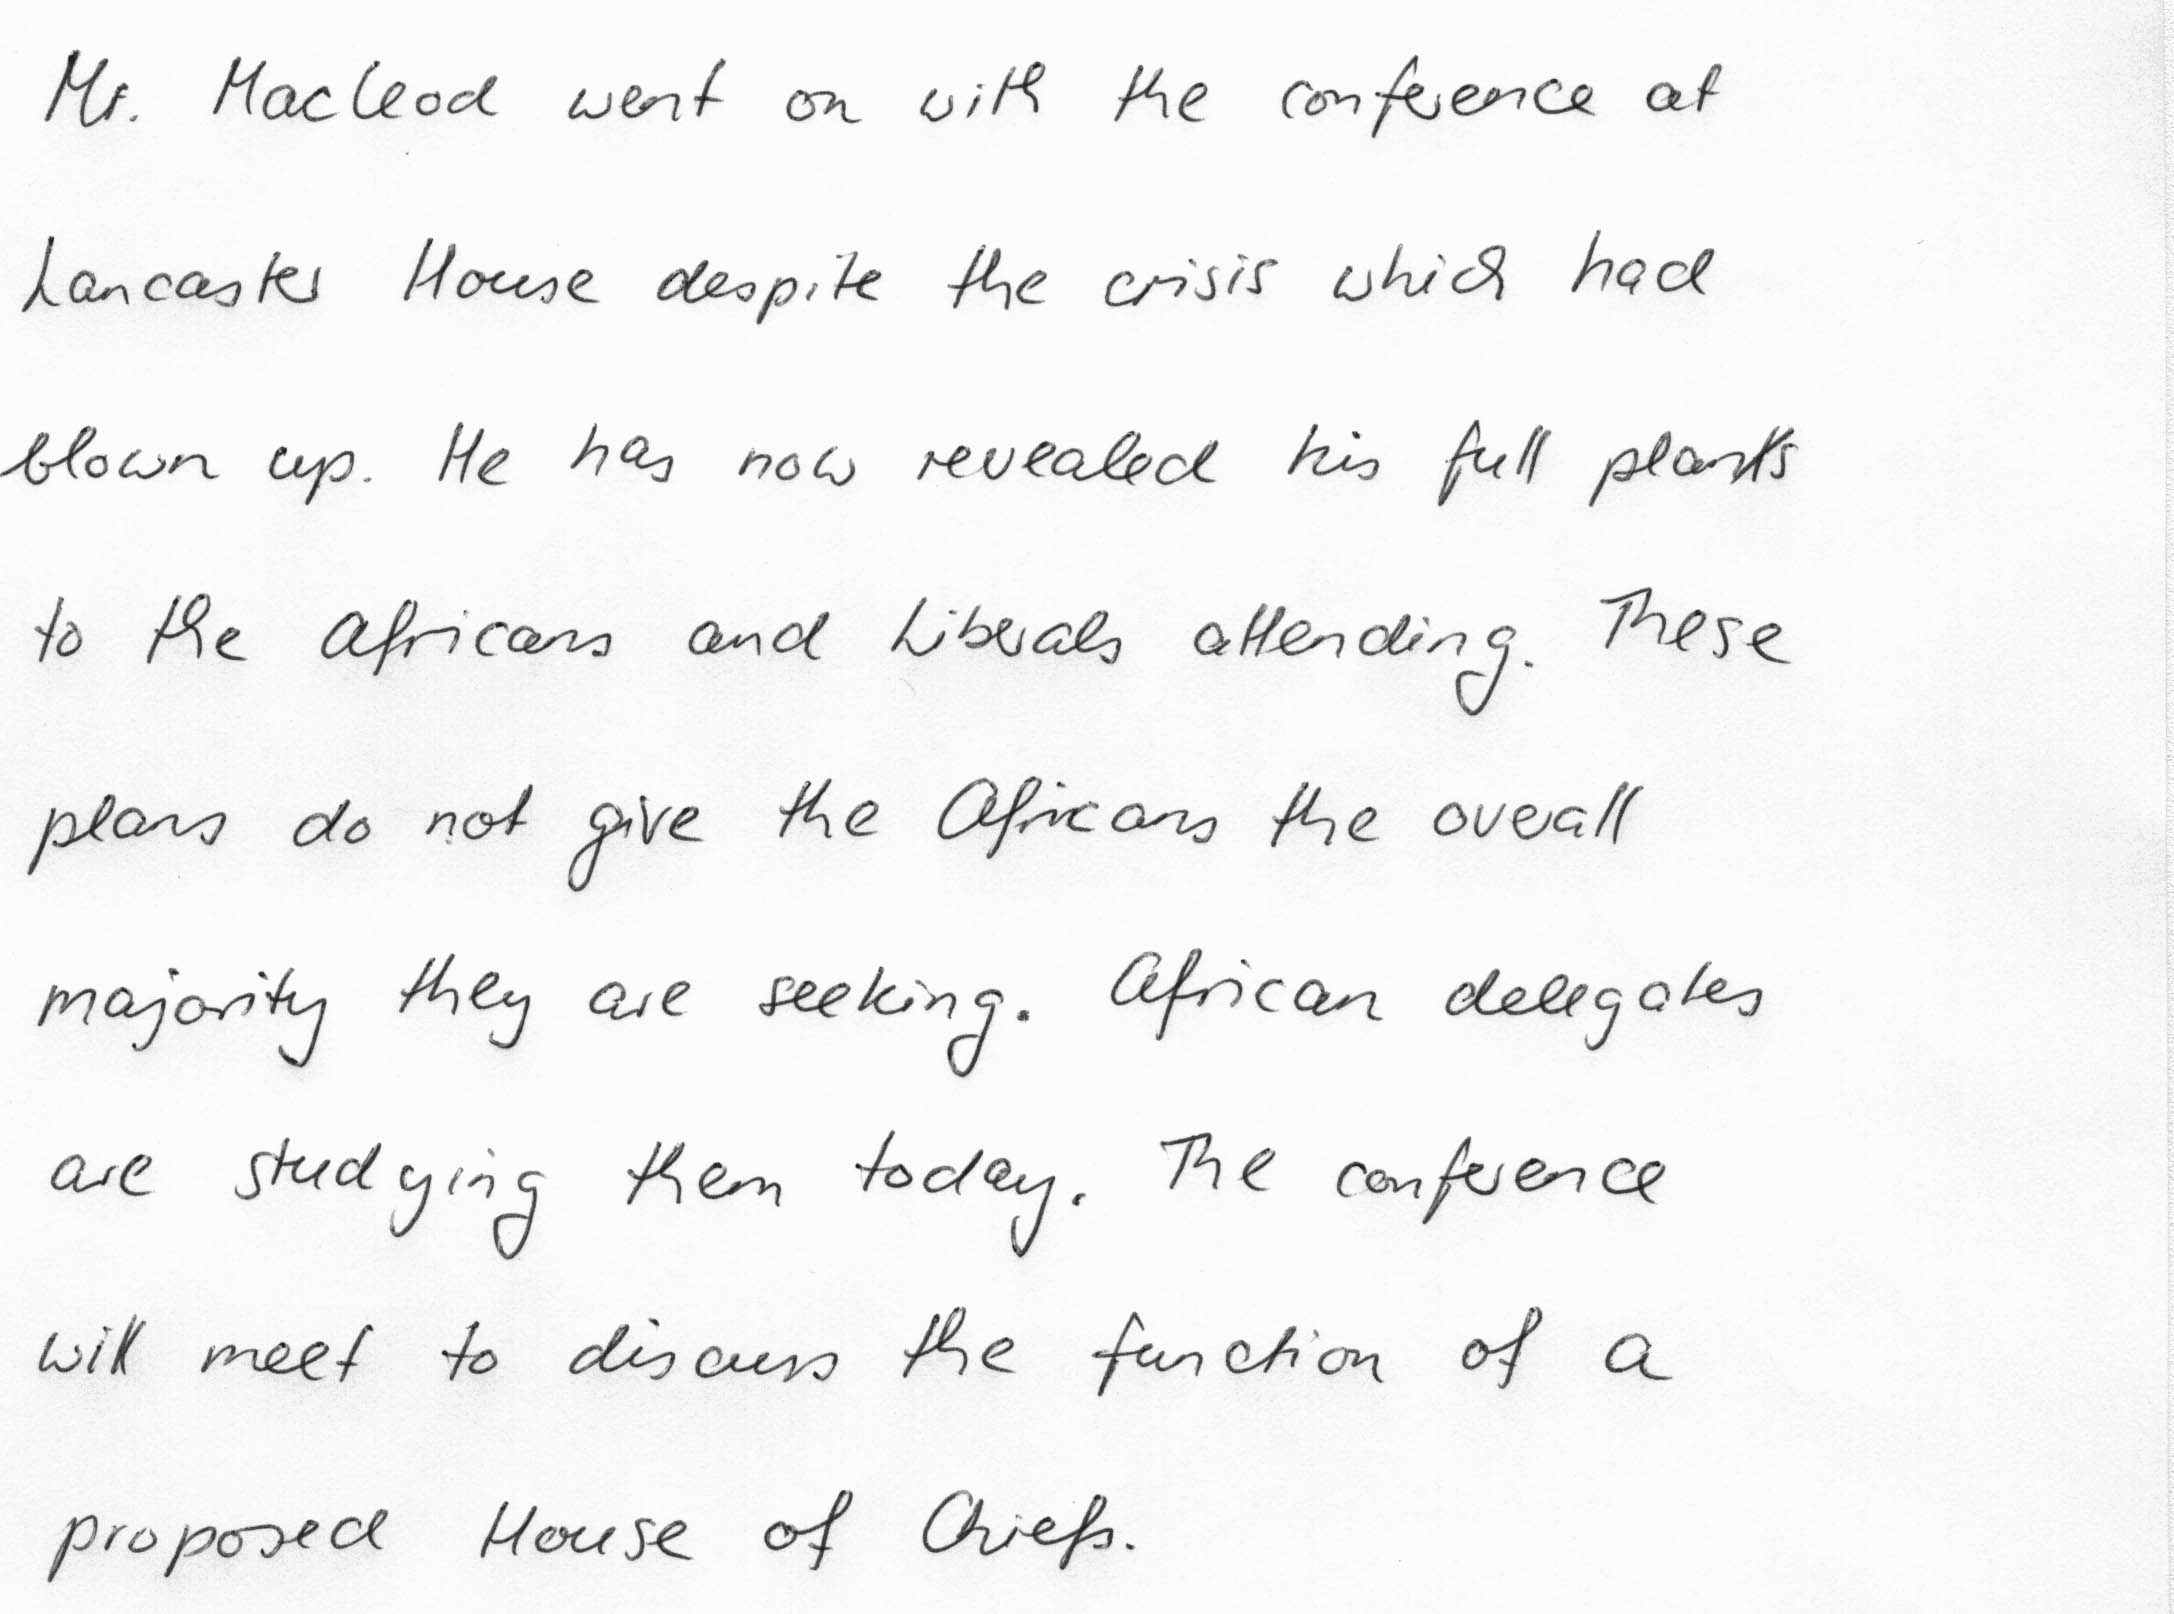 Mr. Macleod went on with the conference at
Lancaster House despite the crisis which had
blown up. He has now revealed his full plans
to the Africans and Liberals attending. These
plans do not give the Africans the overall
majority they are seeking. African delegates
are studying them today. The conference
will meet to discuss the function of a
proposed House of Chiefs.